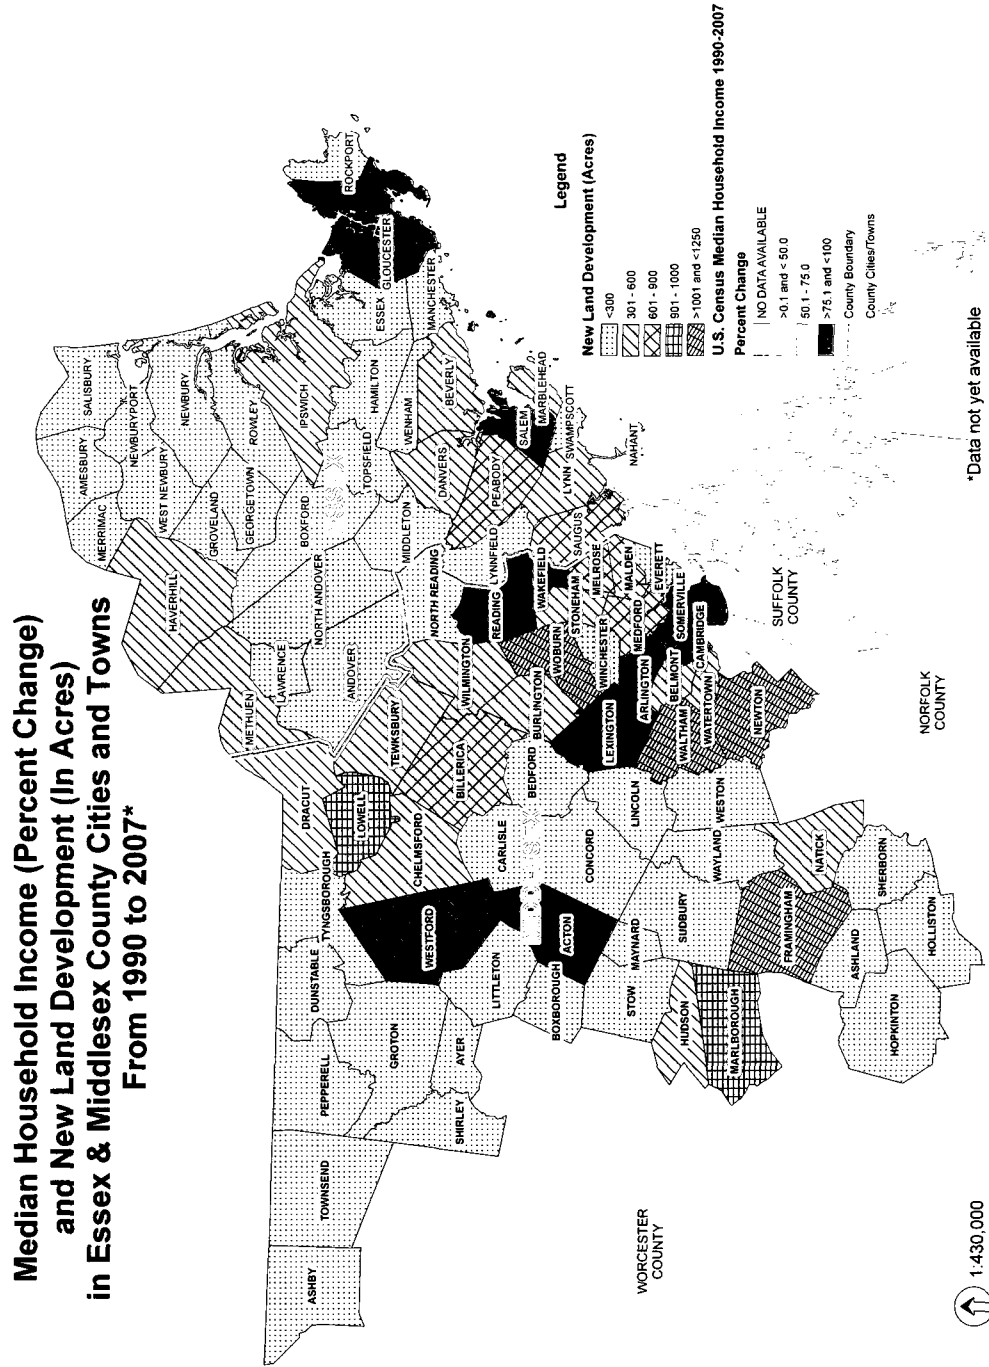 Median Household Income (Percent Change)
and New Land Development (In Acres)
in Essex & Middlesex County Cities and Towns
From 1990 to 2007*
SALISBURY
AMESBURY
MERRIMAC
NEWBURYPORT
WEST NEWBURY
NEWBURY
HAVERHILL
GROVELAND
ROWLEY
GEORGETOWN
METHUEN
IPSWICH
BOXFORD
LAWRENCE
NORTH ANDOVER
ANDOVER
TOPSFIELD
HAMILTON
ESSEX
ROCKPORT
GLOUCESTER
MANCHESTER
WENHAM
MIDDLETON
DANVERS
BEVERLY
PEABODY
SALEM
MARBLEHEAD
SWAMPSCOTT
LYNN
NAHANT
LYNNFIELD
SAUGUS
DRACUT
LOWELL
TYNGSBOROUGH
DUNSTABLE
PEPPERELL
TOWNSEND
ASHBY
GROTON
SHIRLEY
AYER
WESTFORD
CHELMSFORD
TEWKSBURY
BILLERICA
WILMINGTON
NORTH READING
READING
WAKEFIELD
STONEHAM
MELROSE
MALDEN
EVERETT
MEDFORD
SOMERVILLE
CAMBRIDGE
WINCHESTER
WOBURN
BURLINGTON
BEDFORD
CARLISLE
LITTLETON
BOXBOROUGH
ACTON
CONCORD
LINCOLN
LEXINGTON
ARLINGTON
BELMONT
WATERTOWN
WALTHAM
NEWTON
WESTON
WAYLAND
SUDBURY
MAYNARD
STOW
HUDSON
MARLBOROUGH
FRAMINGHAM
NATICK
SHERBORN
ASHLAND
HOLLISTON
HOPKINTON
WORCESTER
COUNTY
SUFFOLK
COUNTY
NORFOLK
COUNTY
Legend
New Land Development (Acres)
<300
301 - 600
601 - 900
901 - 1000
>1001 and <1250
U.S. Census Median Household Income 1990-2007
Percent Change
NO DATA AVAILABLE
>0.1 and < 50.0
50.1 - 75.0
>75.1 and <100
County Boundary
County Cities/Towns
*Data not yet available
1:430,000